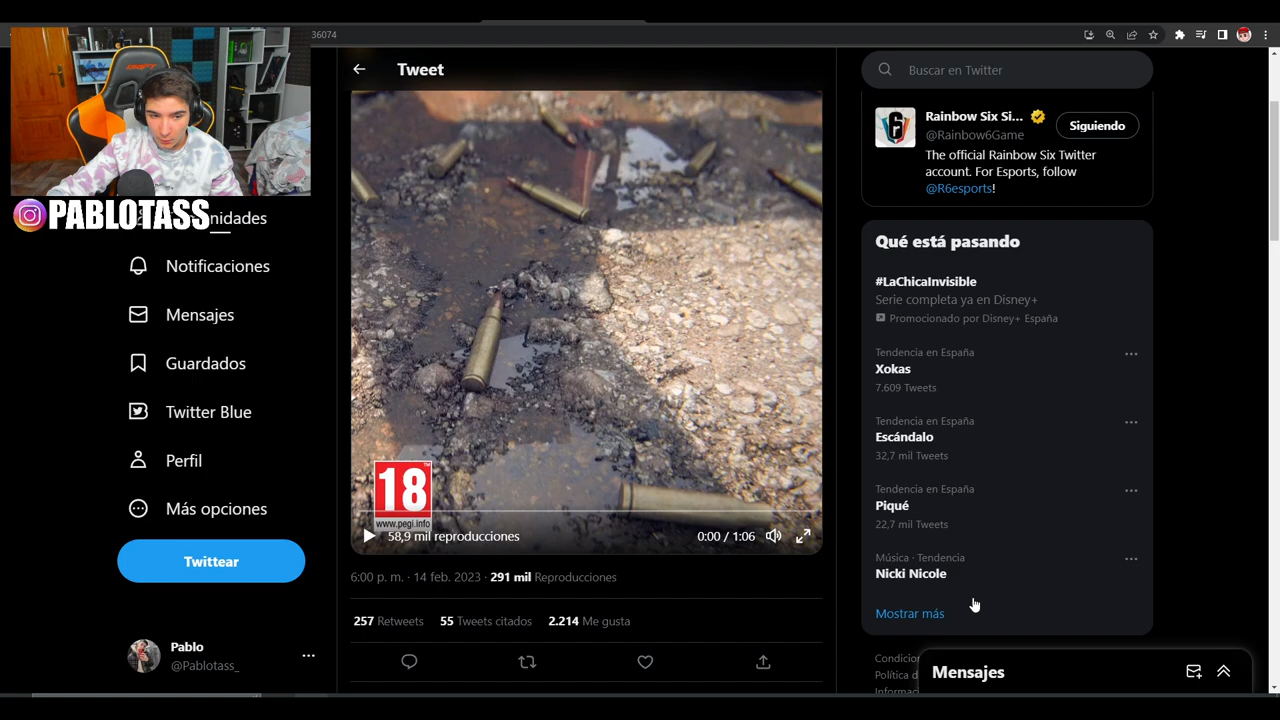 36074
PABLOTASS
nidades
Notificaciones
Mensajes
Guardados
Twitter Blue
Perfil
Más opciones
Twittear
Pablo
@Pablotass_
Tweet
18
www.pegi.info
58,9 mil reproducciones
0:00 / 1:06
6:00 p. m. · 14 feb. 2023 · 291 mil Reproducciones
257 Retweets 55 Tweets citados 2.214 Me gusta
Buscar en Twitter
Rainbow Six Si...
@Rainbow6Game
Siguiendo
The official Rainbow Six Twitter
account. For Esports, follow
@R6esports!
Qué está pasando
#LaChicaInvisible
Serie completa ya en Disney+
Promocionado por Disney+ España
Tendencia en España
Xokas
7.609 Tweets
Tendencia en España
Escándalo
32,7 mil Tweets
Tendencia en España
Piqué
22,7 mil Tweets
Música · Tendencia
Nicki Nicole
Mostrar más
Condicion
Política d
Informac
Mensajes